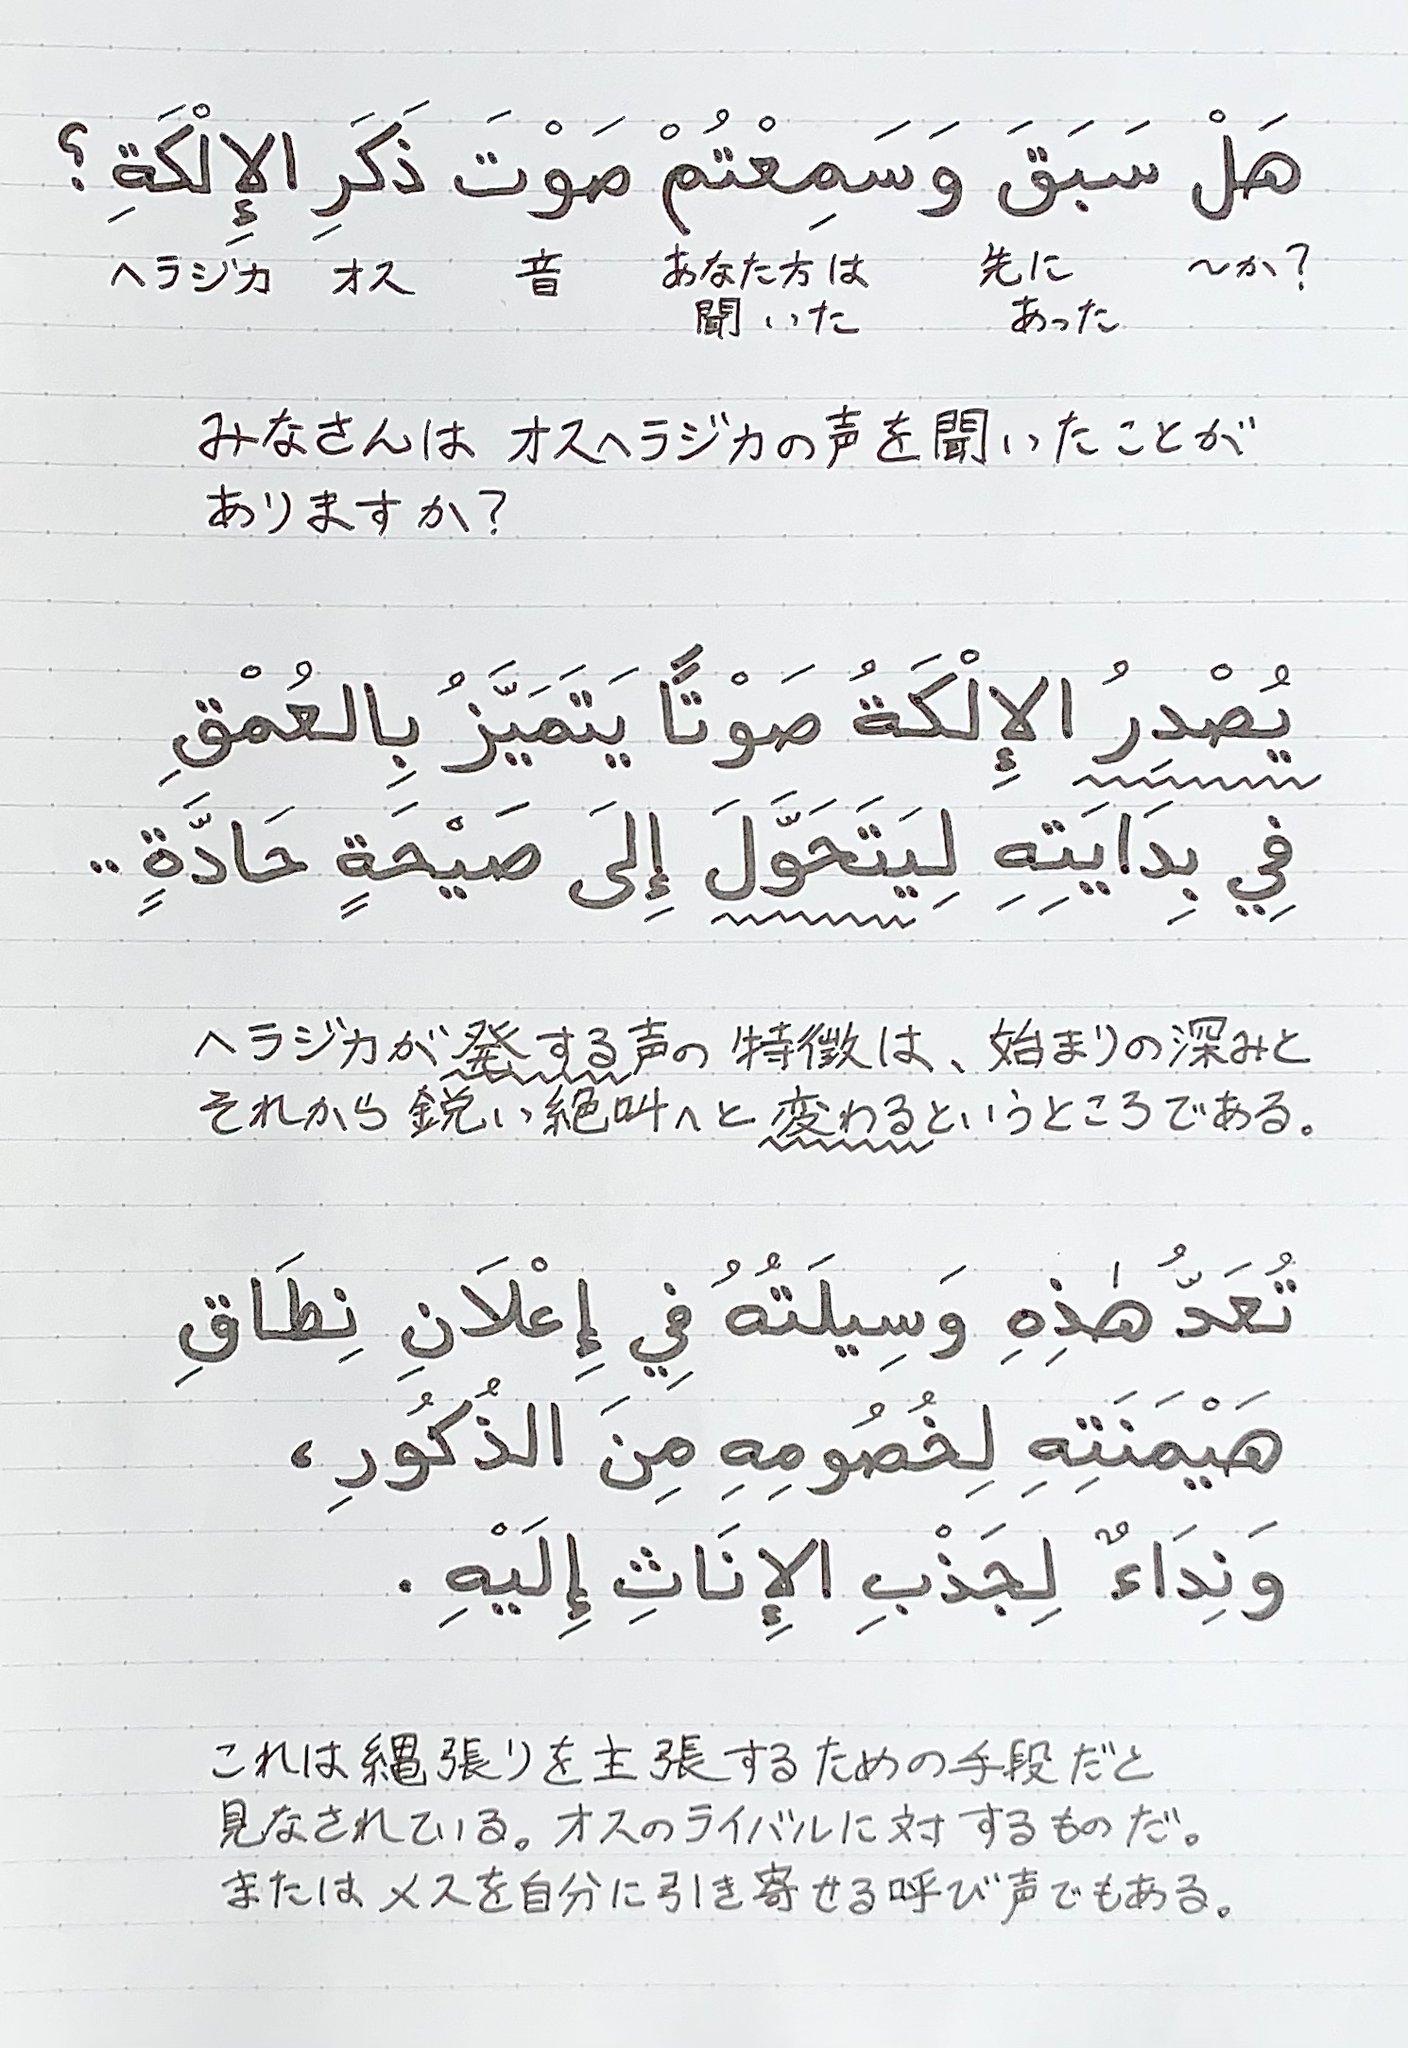 هَلْ سَبَقَ وَسَمِعْتُمْ صَوْتَ ذَكَرِ الإِلْكَةِ؟
ヘラジカ オス 音 あなた方は 先に ～か?
聞いた あった
みなさんは オスヘラジカの声を聞いたことが
ありますか?
يُصْدِرُ الإِلْكَةُ صَوْتًا يَتَمَيَّزُ بِالعُمْقِ
فِي بِدَايَتِهِ لِيَتَحَوَّلَ إِلَى صَيْحَةٍ حَادَّةٍ..
ヘラジカが発する声の特徴は、始まりの深みと
それから鋭い絶叫へと変わるというところである。
تُعَدُّ هٰذِهِ وَسِيلَتُهُ فِي إِعْلَانِ نِطَاقِ
هَيْمَنَتِهِ لِخُصُومِهِ مِنَ الذُكُورِ،
وَنِدَاءٌ لِجَذْبِ الإِنَاثِ إِلَيْهِ.
これは縄張りを主張するための手段だと
見なされている。オスのライバルに対するものだ。
またはメスを自分に引き寄せる呼び声でもある。